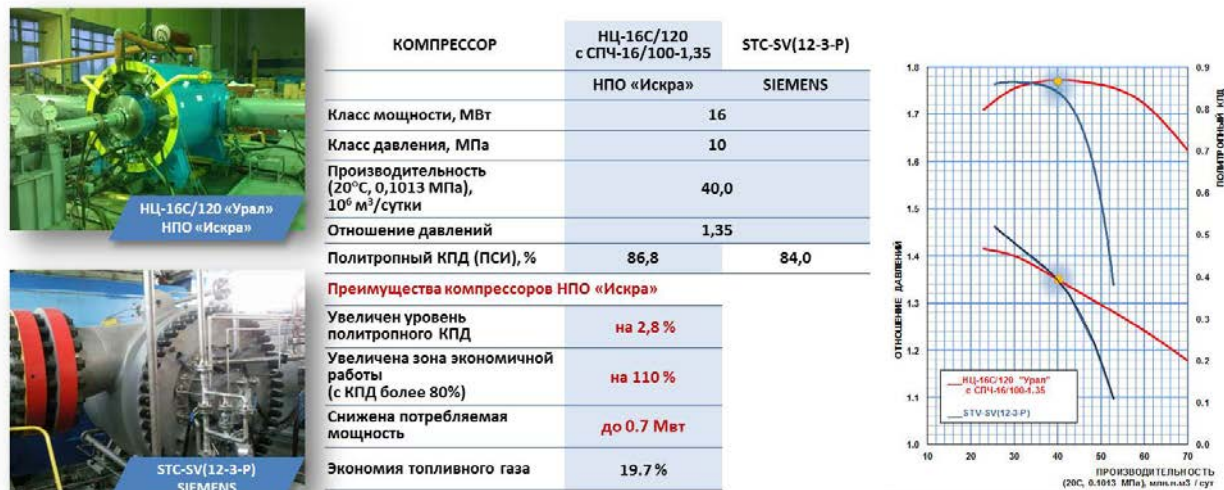 НЦ-16С/120 «Урал»
НПО «Искра»
STC-SV(12-3-P)
SIEMENS
КОМПРЕССОР
НЦ-16С/120
с СПЧ-16/100-1,35
STC-SV(12-3-P)
НПО «Искра»
SIEMENS
Класс мощности, МВт
16
Класс давления, МПа
10
Производительность
(20°С, 0,1013 МПа),
10⁶ м³/сутки
40,0
Отношение давлений
1,35
Политропный КПД (ПСИ), %
86,8
84,0
Преимущества компрессоров НПО «Искра»
Увеличен уровень
политропного КПД
на 2,8 %
Увеличена зона экономичной
работы
(с КПД более 80%)
на 110 %
Снижена потребляемая
мощность
до 0.7 Мвт
Экономия топливного газа
19.7 %
ОТНОШЕНИЕ ДАВЛЕНИЙ
1.8
1.7
1.6
1.5
1.4
1.3
1.2
1.1
1.0
НЦ-16С/120 "Урал"
с СПЧ-16/100-1.35
STV-SV(12-3-P)
0.9
0.8
0.7
0.6
0.5
0.4
0.3
0.2
0.1
0.0
ПОЛИТРОПНЫЙ КПД
10 20 30 40 50 60 70
ПРОИЗВОДИТЕЛЬНОСТЬ
(20С, 0.1013 МПа), млн.н.м3 / сут